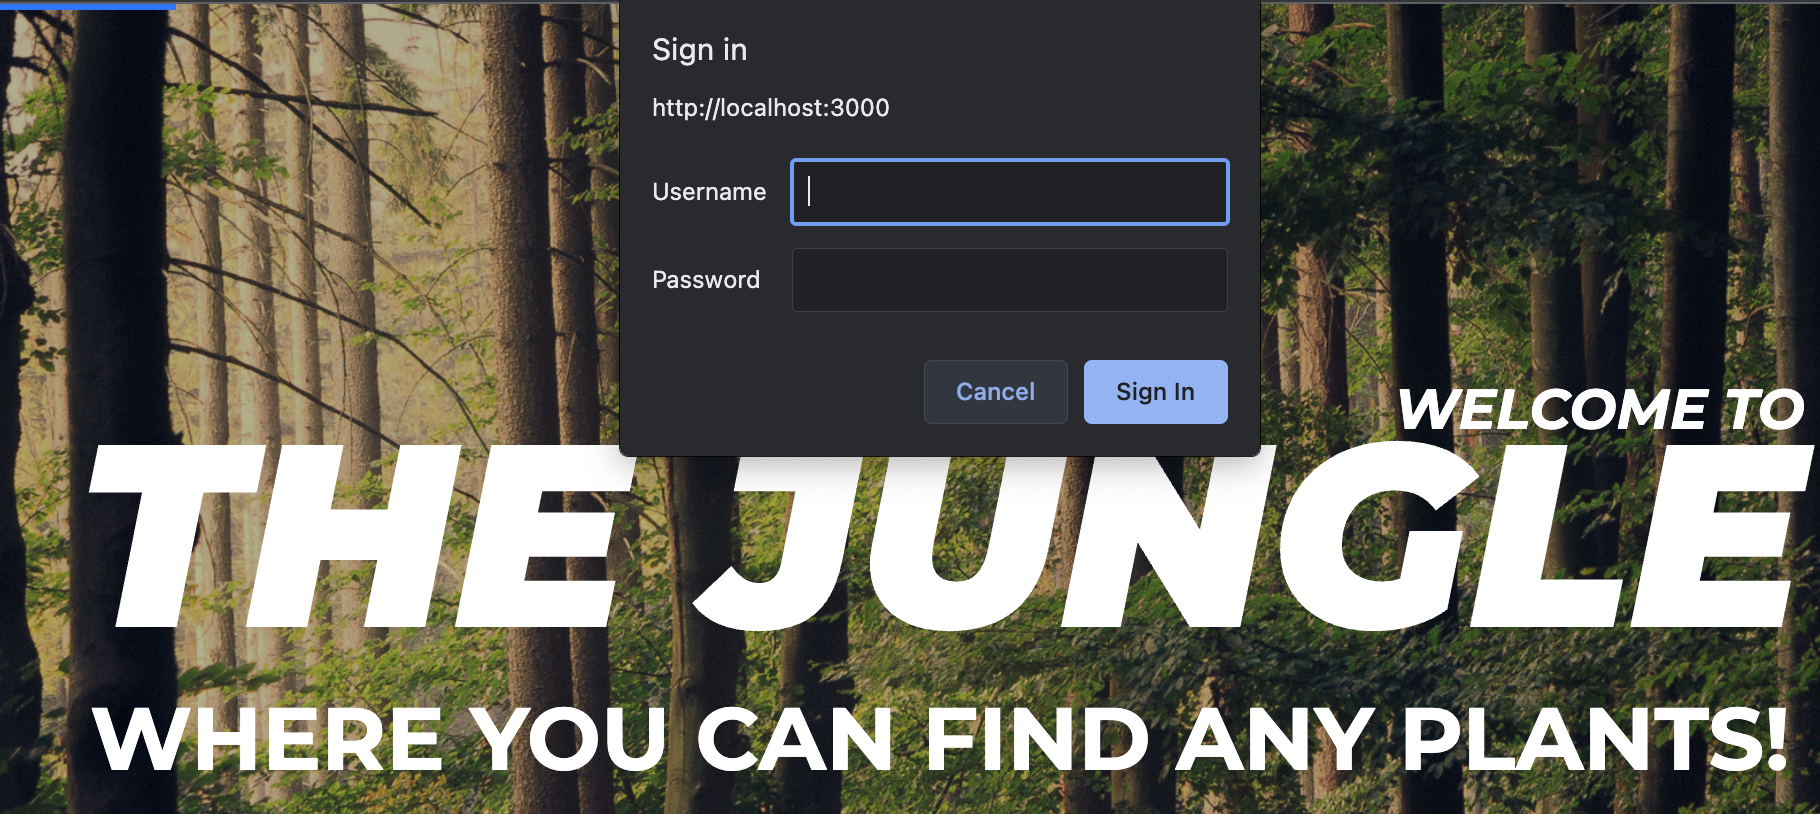 Sign in
http://localhost:3000
Username
Password
Cancel
Sign In
WELCOME TO
THE JUNGLE
WHERE YOU CAN FIND ANY PLANTS!